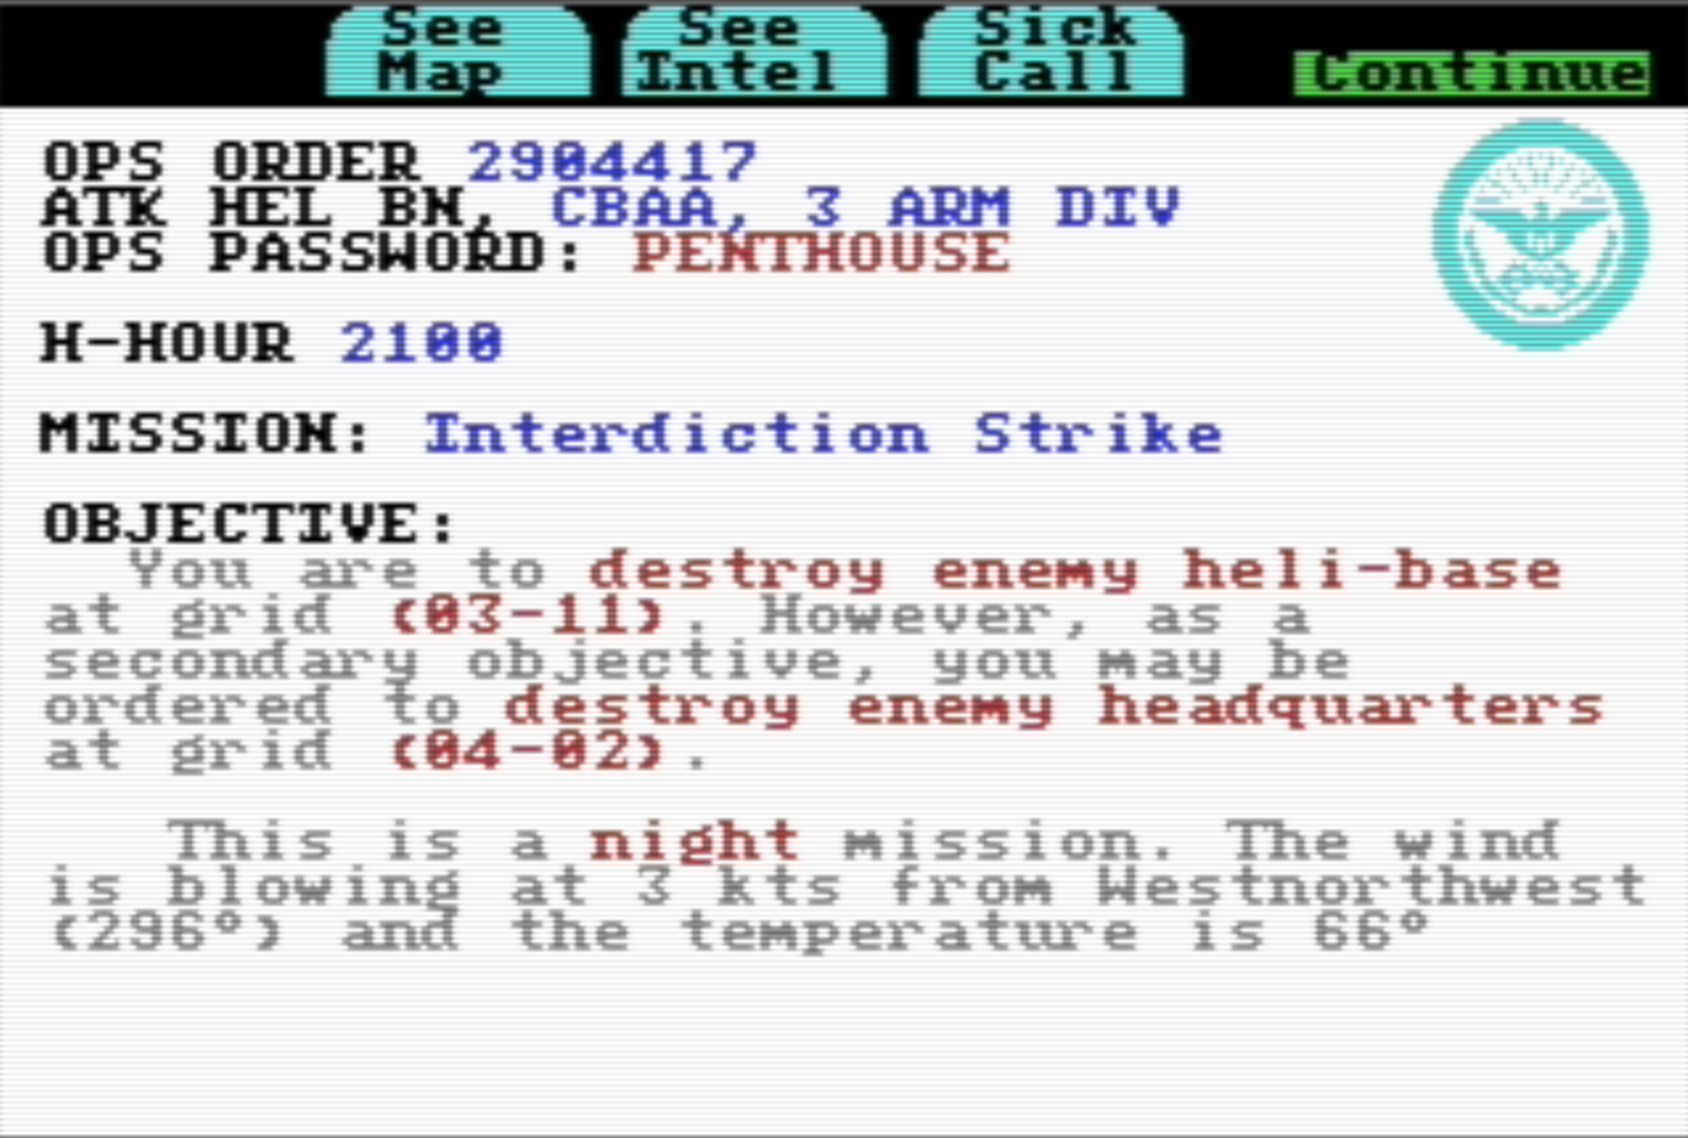 See Map
See Intel
Sick Call
Continue
OPS ORDER 2904417
ATK HEL BN, CBAA, 3 ARM DIV
OPS PASSWORD: PENTHOUSE
H-HOUR 2100
MISSION: Interdiction Strike
OBJECTIVE:
You are to destroy enemy heli-base
at grid (03-11). However, as a
secondary objective, you may be
ordered to destroy enemy headquarters
at grid (04-02).
This is a night mission. The wind
is blowing at 3 kts from Westnorthwest
(296°) and the temperature is 66°